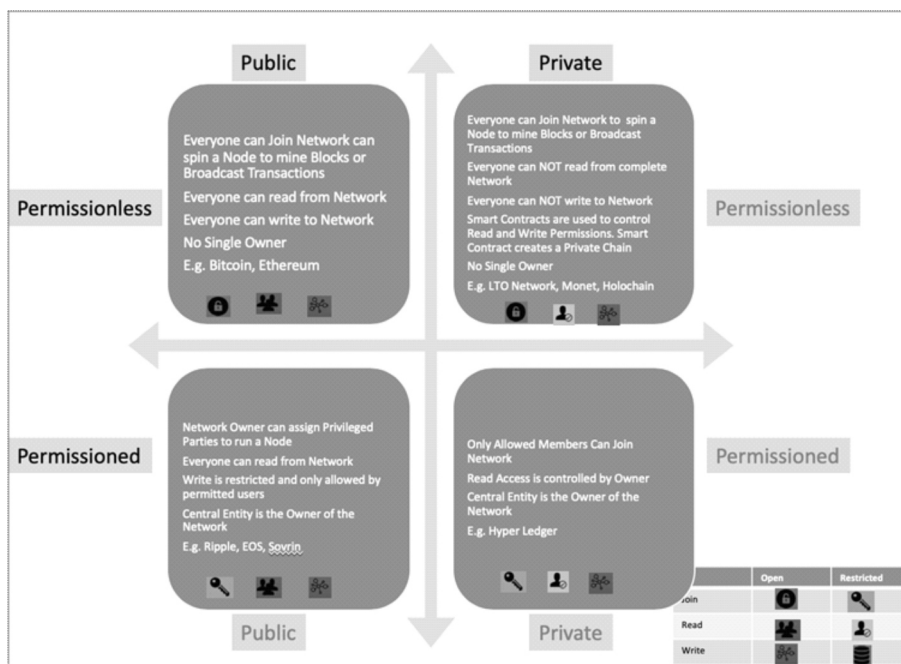 Public
Private
Permissionless
Everyone can Join Network can
spin a Node to mine Blocks or
Broadcast Transactions
Everyone can read from Network
Everyone can write to Network
No Single Owner
E.g. Bitcoin, Ethereum
Everyone can Join Network to spin a
Node to mine Blocks or Broadcast
Transactions
Everyone can NOT read from complete
Network
Everyone can NOT write to Network
Smart Contracts are used to control
Read and Write Permissions. Smart
Contract creates a Private Chain
No Single Owner
E.g. LTO Network, Monet, Holochain
Permissionless
Permissioned
Network Owner can assign Privileged
Parties to run a Node
Everyone can read from Network
Write is restricted and only allowed by
permitted users
Central Entity is the Owner of the
Network
E.g. Ripple, EOS, Sovrin
Only Allowed Members Can Join
Network
Read Access is controlled by Owner
Central Entity is the Owner of the
Network
E.g. Hyper Ledger
Permissioned
Public
Private
Open Restricted
Join
Read
Write